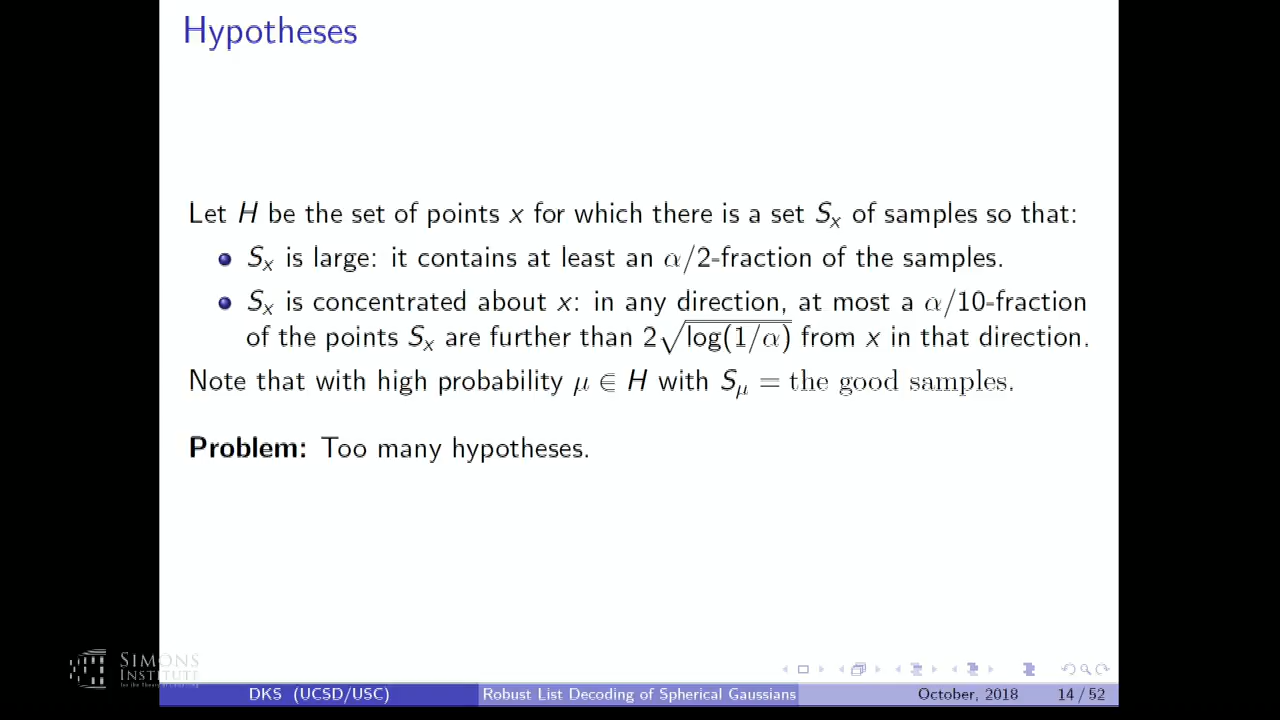 Hypotheses
Let H be the set of points x for which there is a set Sₓ of samples so that:
Sₓ is large: it contains at least an α/2-fraction of the samples.
Sₓ is concentrated about x: in any direction, at most a α/10-fraction
of the points Sₓ are further than 2√log(1/α) from x in that direction.
Note that with high probability μ ∈ H with S_μ = the good samples.
Problem: Too many hypotheses.
SIMONS
INSTITUTE
DKS (UCSD/USC) Robust List Decoding of Spherical Gaussians October, 2018 14 / 52